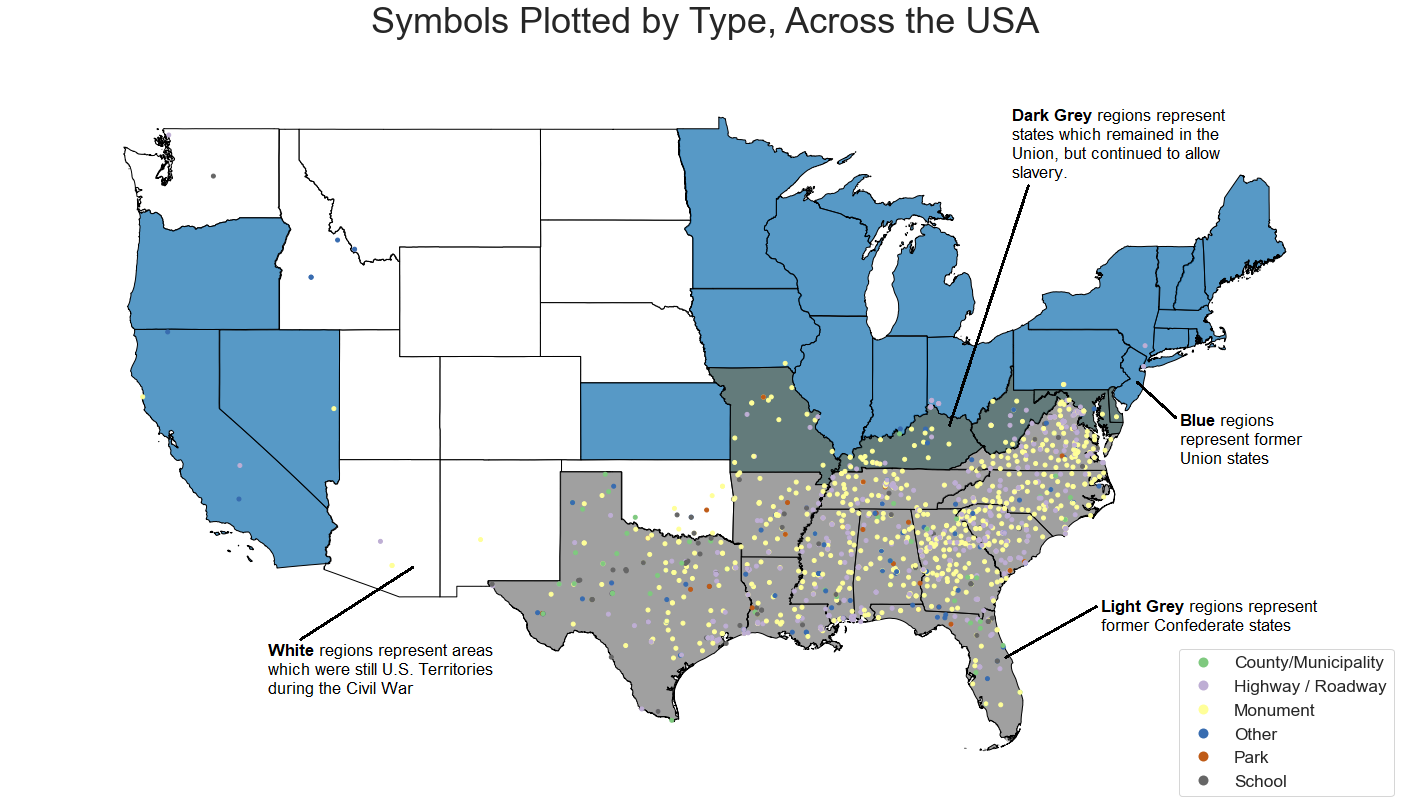 Symbols Plotted by Type, Across the USA
Dark Grey regions represent
states which remained in the
Union, but continued to allow
slavery.
Blue regions
represent former
Union states
Light Grey regions represent
former Confederate states
White regions represent areas
which were still U.S. Territories
during the Civil War
County/Municipality
Highway / Roadway
Monument
Other
Park
School